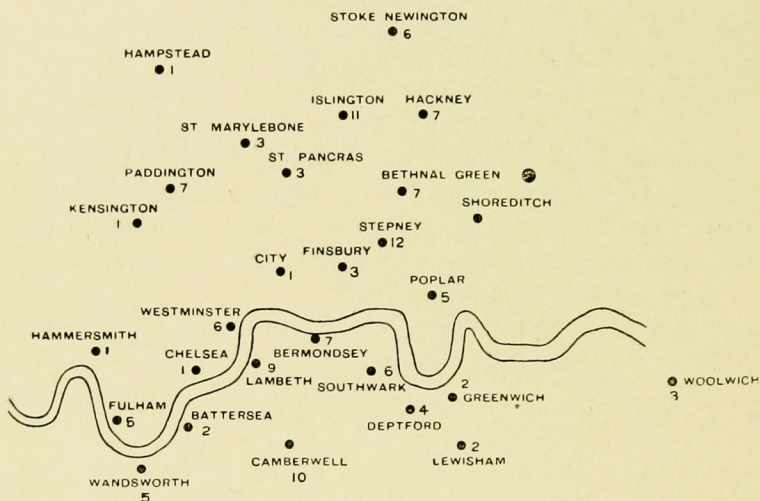 STOKE NEWINGTON
6
HAMPSTEAD
1
ISLINGTON
11
HACKNEY
7
ST MARYLEBONE
3
ST PANCRAS
3
PADDINGTON
7
BETHNAL GREEN
7
SHOREDITCH
KENSINGTON
1
STEPNEY
12
CITY
1
FINSBURY
3
POPLAR
5
WESTMINSTER
6
HAMMERSMITH
1
7
BERMONDSEY
CHELSEA
1
9
LAMBETH
6
SOUTHWARK
2
GREENWICH
WOOLWICH
3
FULHAM
5
BATTERSEA
2
4
DEPTFORD
CAMBERWELL
10
2
LEWISHAM
WANDSWORTH
5